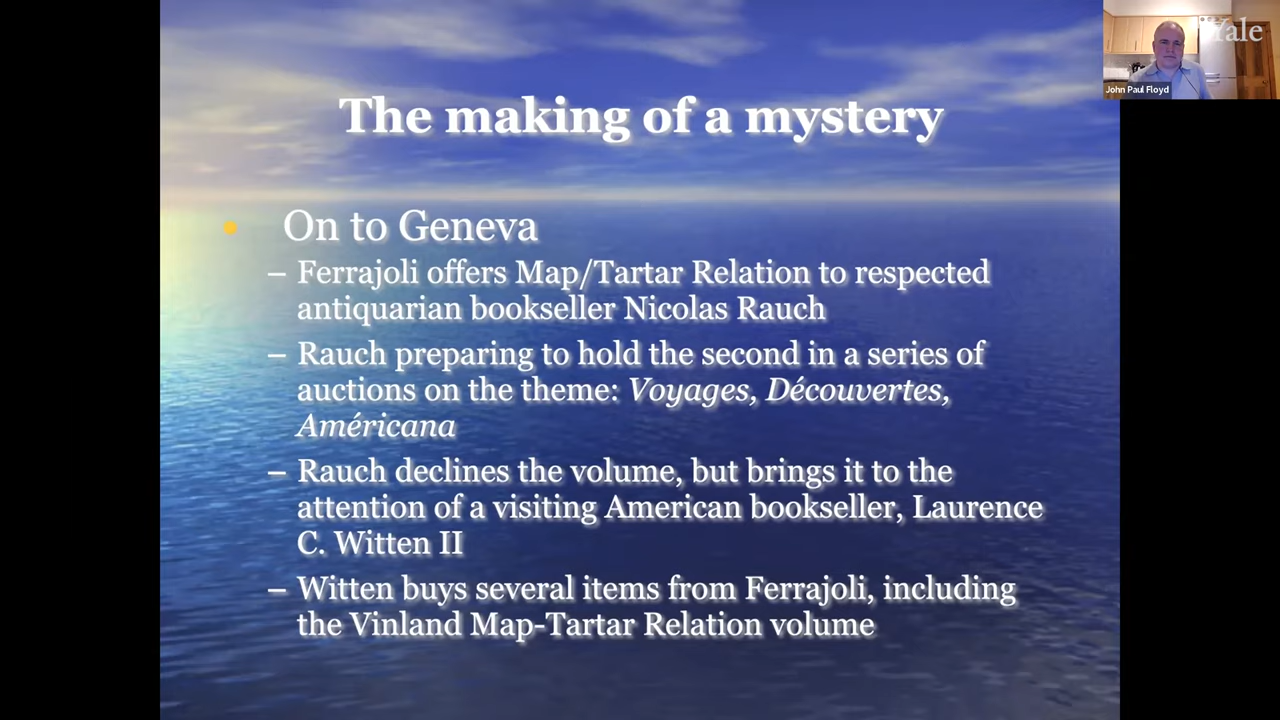 The making of a mystery
On to Geneva
– Ferrajoli offers Map/Tartar Relation to respected
antiquarian bookseller Nicolas Rauch
– Rauch preparing to hold the second in a series of
auctions on the theme: Voyages, Découvertes,
Américana
– Rauch declines the volume, but brings it to the
attention of a visiting American bookseller, Laurence
C. Witten II
– Witten buys several items from Ferrajoli, including
the Vinland Map-Tartar Relation volume
Yale
John Paul Floyd